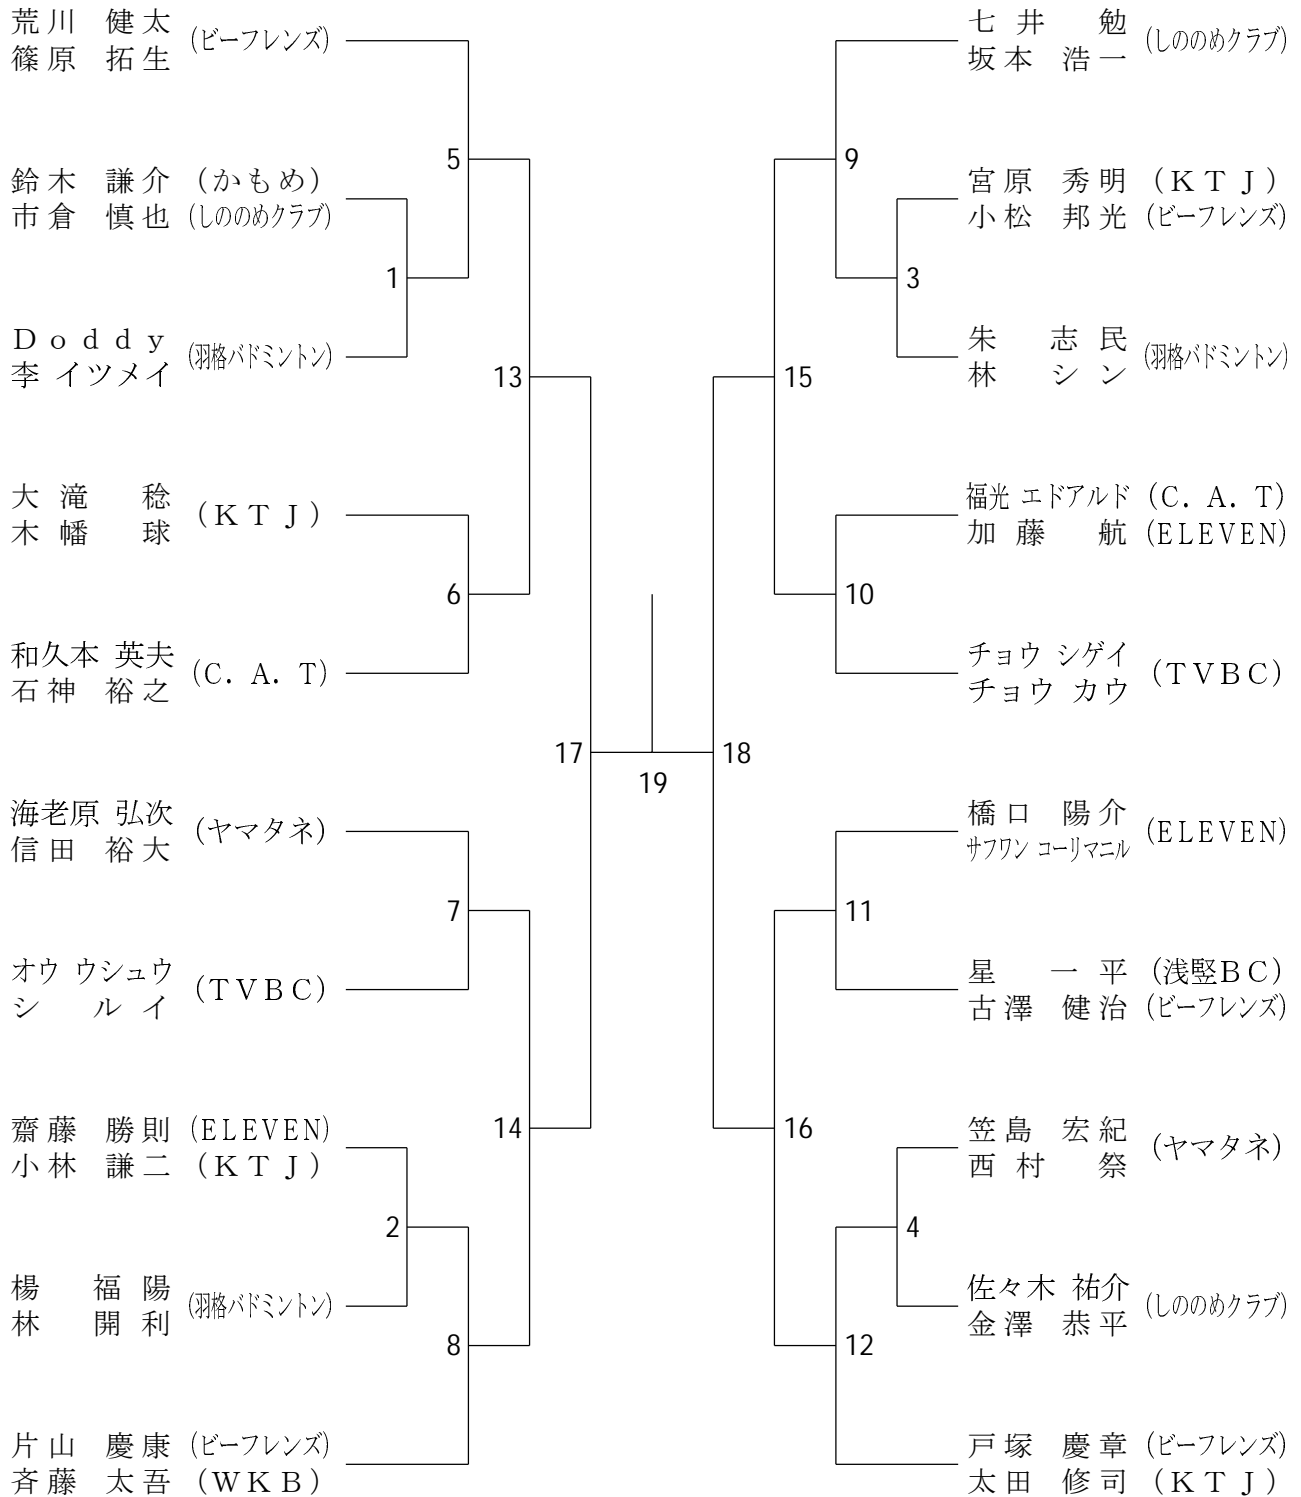 荒川 健太 (ビーフレンズ)
篠原 拓生
鈴木 謙介 (かもめ)
市倉 慎也 (しののめクラブ)
Doddy (羽格バドミントン)
李 イツメイ
大滝 稔 (KTJ)
木幡 球
和久本 英夫 (C. A. T)
石神 裕之
海老原 弘次 (ヤマタネ)
信田 裕大
オウ ウシュウ (TVBC)
シ ルイ
齋藤 勝則 (ELEVEN)
小林 謙二 (KTJ)
楊 福陽 (羽格バドミントン)
林 開利
片山 慶康 (ビーフレンズ)
斉藤 太吾 (WKB)
5
1
13
6
17
7
14
2
8
19
9
3
15
10
18
11
16
4
12
七井 勉 (しののめクラブ)
坂本 浩一
宮原 秀明 (KTJ)
小松 邦光 (ビーフレンズ)
朱 志民 (羽格バドミントン)
林 シン
福光 エドアルド (C. A. T)
加藤 航 (ELEVEN)
チョウ シゲイ (TVBC)
チョウ カウ
橋口 陽介 (ELEVEN)
サフワン コーリマニル
星 一平 (浅竪BC)
古澤 健治 (ビーフレンズ)
笠島 宏紀 (ヤマタネ)
西村 祭
佐々木 祐介 (しののめクラブ)
金澤 恭平
戸塚 慶章 (ビーフレンズ)
太田 修司 (KTJ)